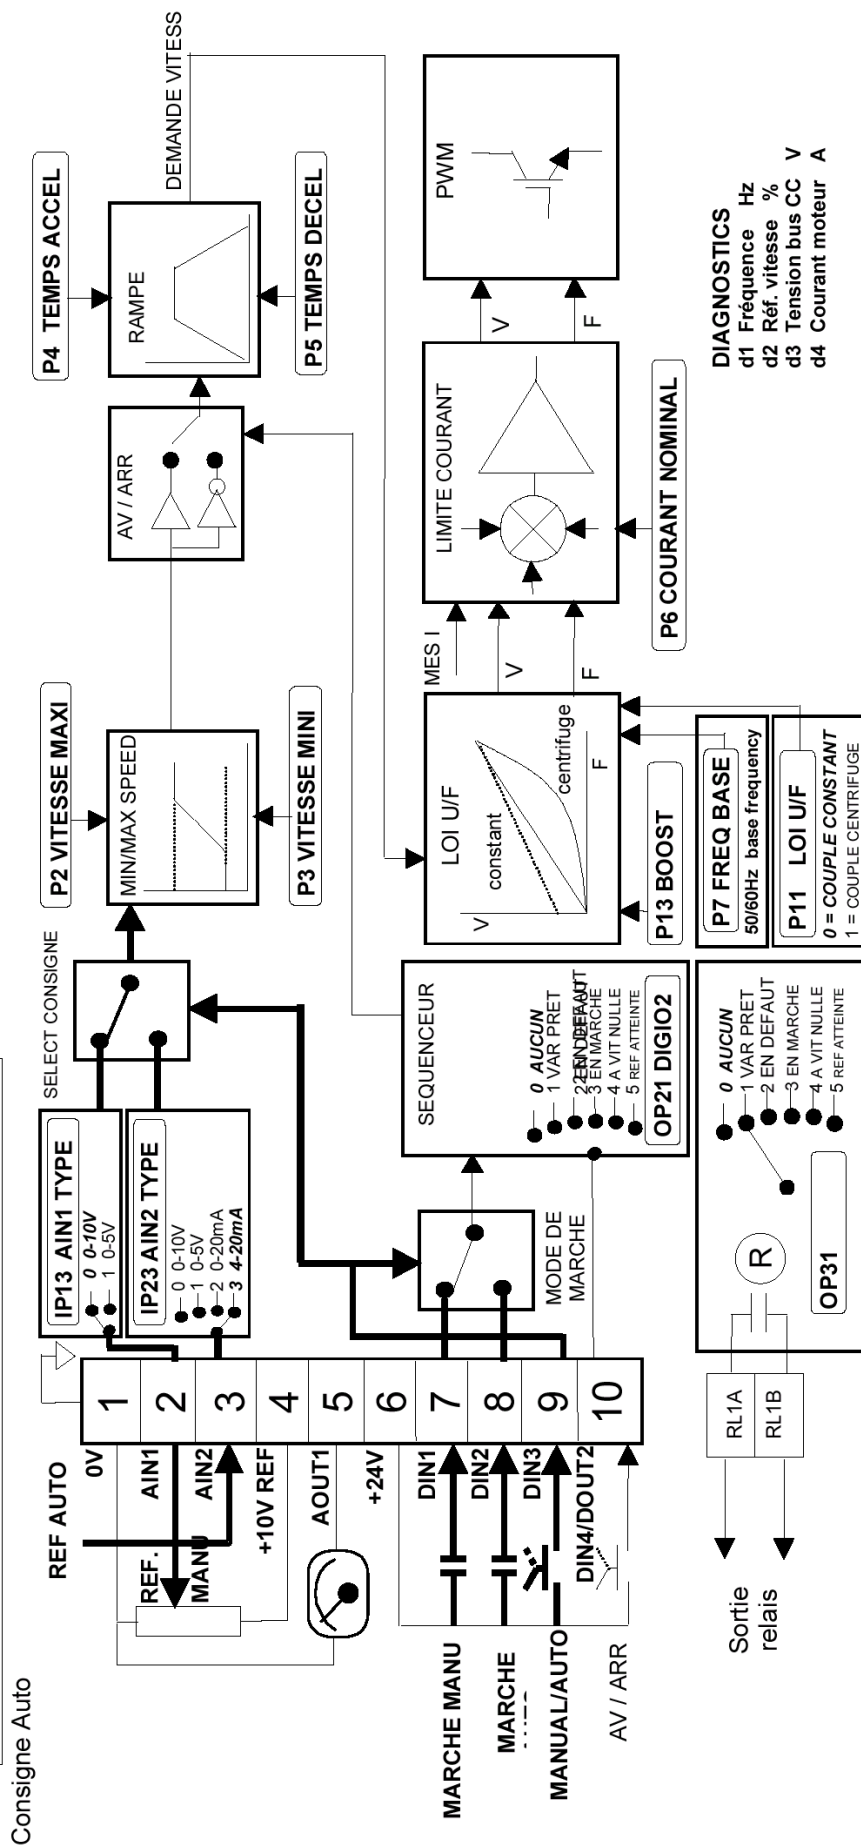 Consigne Auto
REF AUTO
0V
REF.
MANU
AIN1
AIN2
+10V REF
AOUT1
+24V
DIN1
DIN2
DIN3
DIN4/DOUT2
MARCHE MANU
MARCHE
MANUAL/AUTO
AV / ARR
1
2
3
4
5
6
7
8
9
10
IP13 AIN1 TYPE
0 0-10V
1 0-5V
IP23 AIN2 TYPE
0 0-10V
1 0-5V
2 0-20mA
3 4-20mA
SELECT CONSIGNE
P2 VITESSE MAXI
MIN/MAX SPEED
P3 VITESSE MINI
AV / ARR
P4 TEMPS ACCEL
RAMPE
P5 TEMPS DECEL
DEMANDE VITESS
MODE DE
MARCHE
SEQUENCEUR
0 AUCUN
1 VAR PRET
2 EN DEFAUT
3 EN MARCHE
4 A VIT NULLE
5 REF ATTEINTE
OP21 DIGIO2
LOI U/F
V
constant
centrifuge
F
P13 BOOST
P7 FREQ BASE
50/60Hz base frequency
P11 LOI U/F
0 = COUPLE CONSTANT
1 = COUPLE CENTRIFUGE
MES I
V
F
LIMITE COURANT
P6 COURANT NOMINAL
V
F
PWM
DIAGNOSTICS
d1 Fréquence Hz
d2 Réf. vitesse %
d3 Tension bus CC V
d4 Courant moteur A
Sortie
relais
RL1A
RL1B
R
OP31
0 AUCUN
1 VAR PRET
2 EN DEFAUT
3 EN MARCHE
4 A VIT NULLE
5 REF ATTEINTE